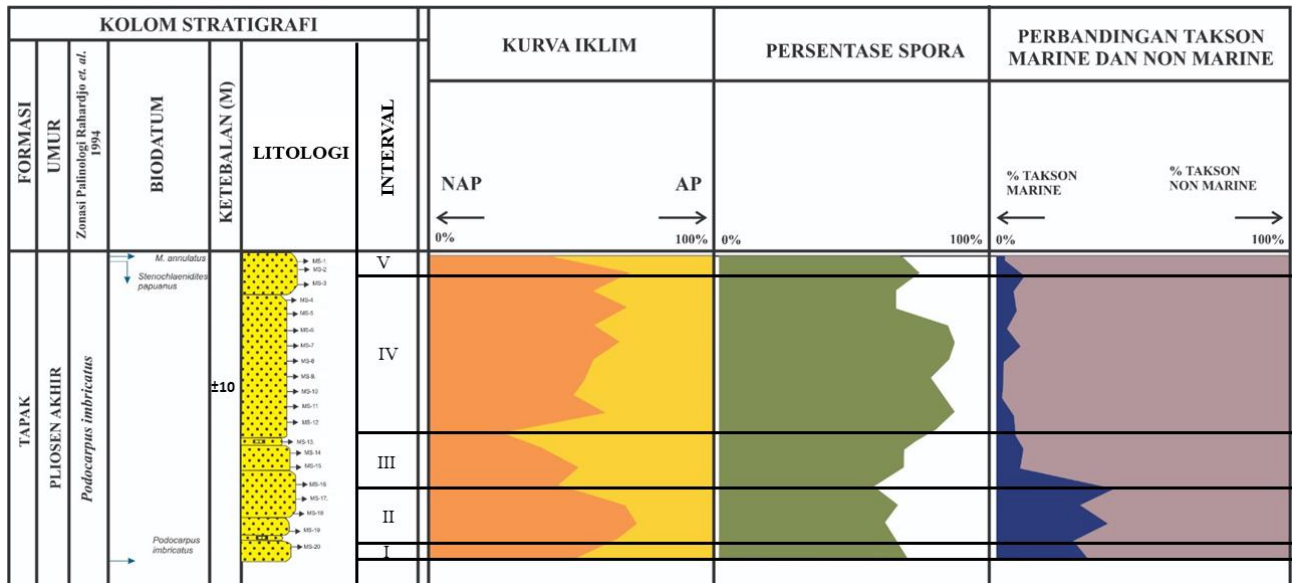 KOLOM STRATIGRAFI
KURVA IKLIM
PERSENTASE SPORA
PERBANDINGAN TAKSON
MARINE DAN NON MARINE
FORMASI
UMUR
Zonasi Palinologi Rahardjo et. al.
1994
BIODATUM
KETEBALAN (M)
LITOLOGI
INTERVAL
NAP
AP
% TAKSON
MARINE
% TAKSON
NON MARINE
0%
100%
0%
100%
0%
100%
TAPAK
PLIOSEN AKHIR
Podocarpus imbricatus
M. annulatus
Stenochlaenidites
papuanus
Podocarpus
imbricatus
±10
MS-1
MS-2
MS-3
MS-4
MS-5
MS-6
MS-7
MS-8
MS-9.
MS-10
MS-11
MS-12
MS-13.
MS-14
MS-15
MS-16
MS-17.
MS-18
MS-19
MS-20
V
IV
III
II
I